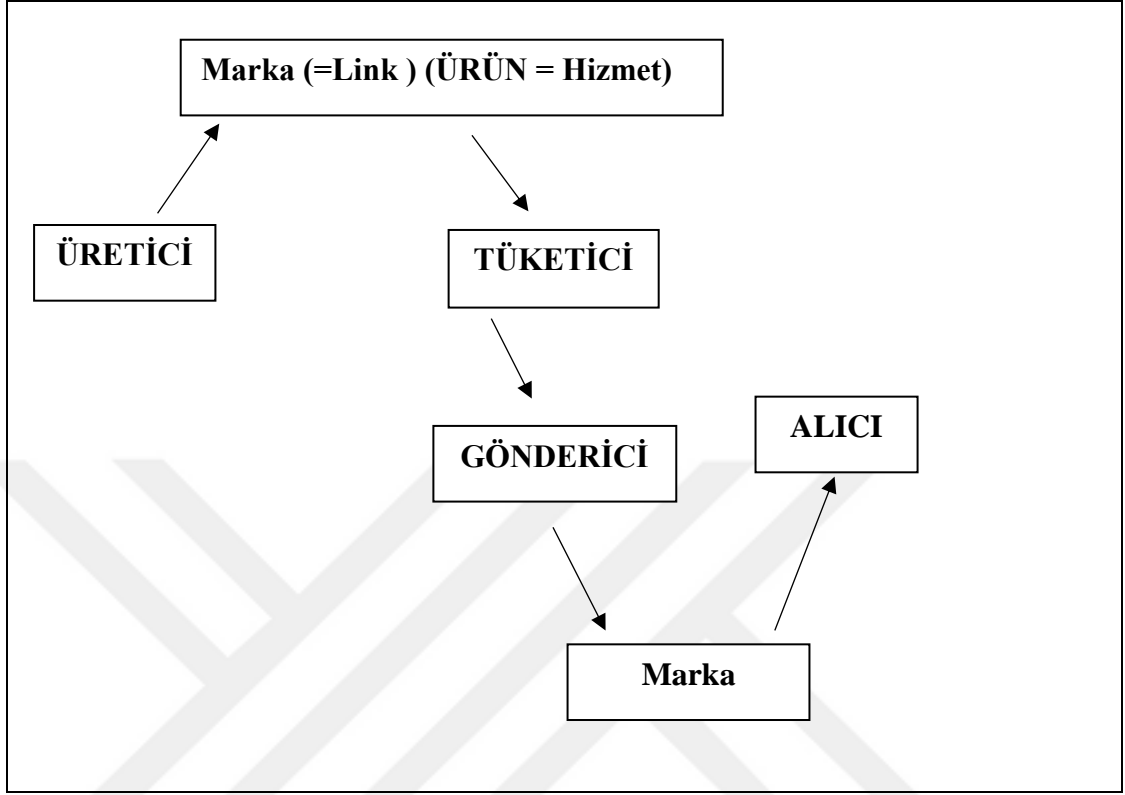 Marka (=Link ) (ÜRÜN = Hizmet)
ÜRETİCİ
TÜKETİCİ
ALICI
GÖNDERİCİ
Marka